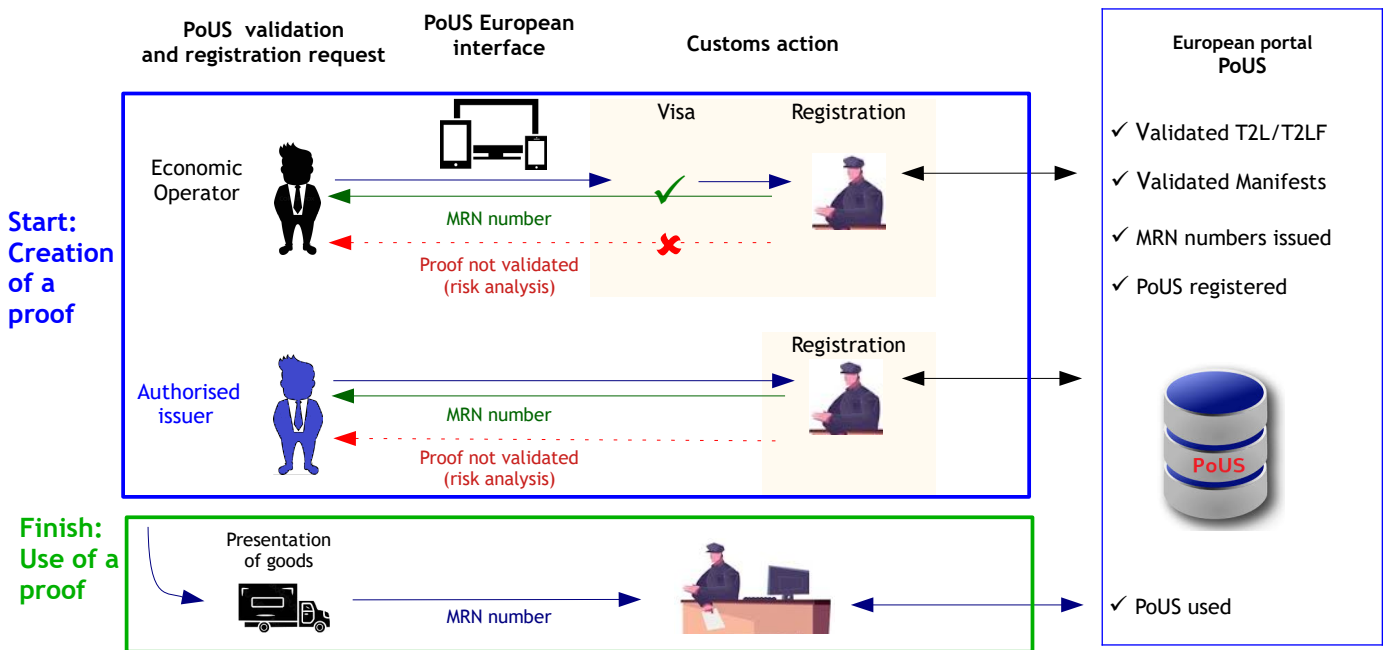 PoUS validation
and registration request
PoUS European
interface
Customs action
European portal
PoUS
Start:
Creation
of a
proof
Economic
Operator
Visa
Registration
MRN number
Proof not validated
(risk analysis)
Authorised
issuer
Registration
MRN number
Proof not validated
(risk analysis)
✓ Validated T2L/T2LF
✓ Validated Manifests
✓ MRN numbers issued
✓ PoUS registered
PoUS
Finish:
Use of a
proof
Presentation
of goods
MRN number
✓ PoUS used